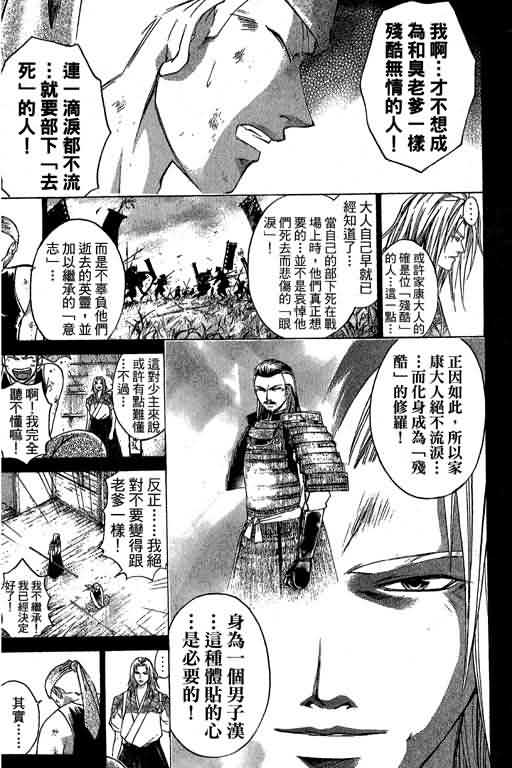 我啊…才不想成
為和臭老爹一樣
殘酷無情的人！
連一滴淚都不流
…就要部下「去
死」的人！
…
或許家康大人的
確是位「殘酷」
的人…這一點…
大人自己早就已
經知道了…
當自己的部下死在戰
場上時，他們真正想
要的…並不是哀悼他
們死去而悲傷的「眼
淚」！
而是不辜負他們
逝去的英靈，並
加以繼承的「意
志」…
正因如此，所以家
康大人絕不流淚…
…而化身成為「殘
酷」的修羅！
身為一個男子漢
…這種體貼的心
…是必要的！
這對少主來說
或許有點難懂
…不過…
啊！我完全
聽不懂嘛！
反正……我絕
對不要變得跟
老爹一樣！
我不繼承！
我已經決定
好了！
…
其實……